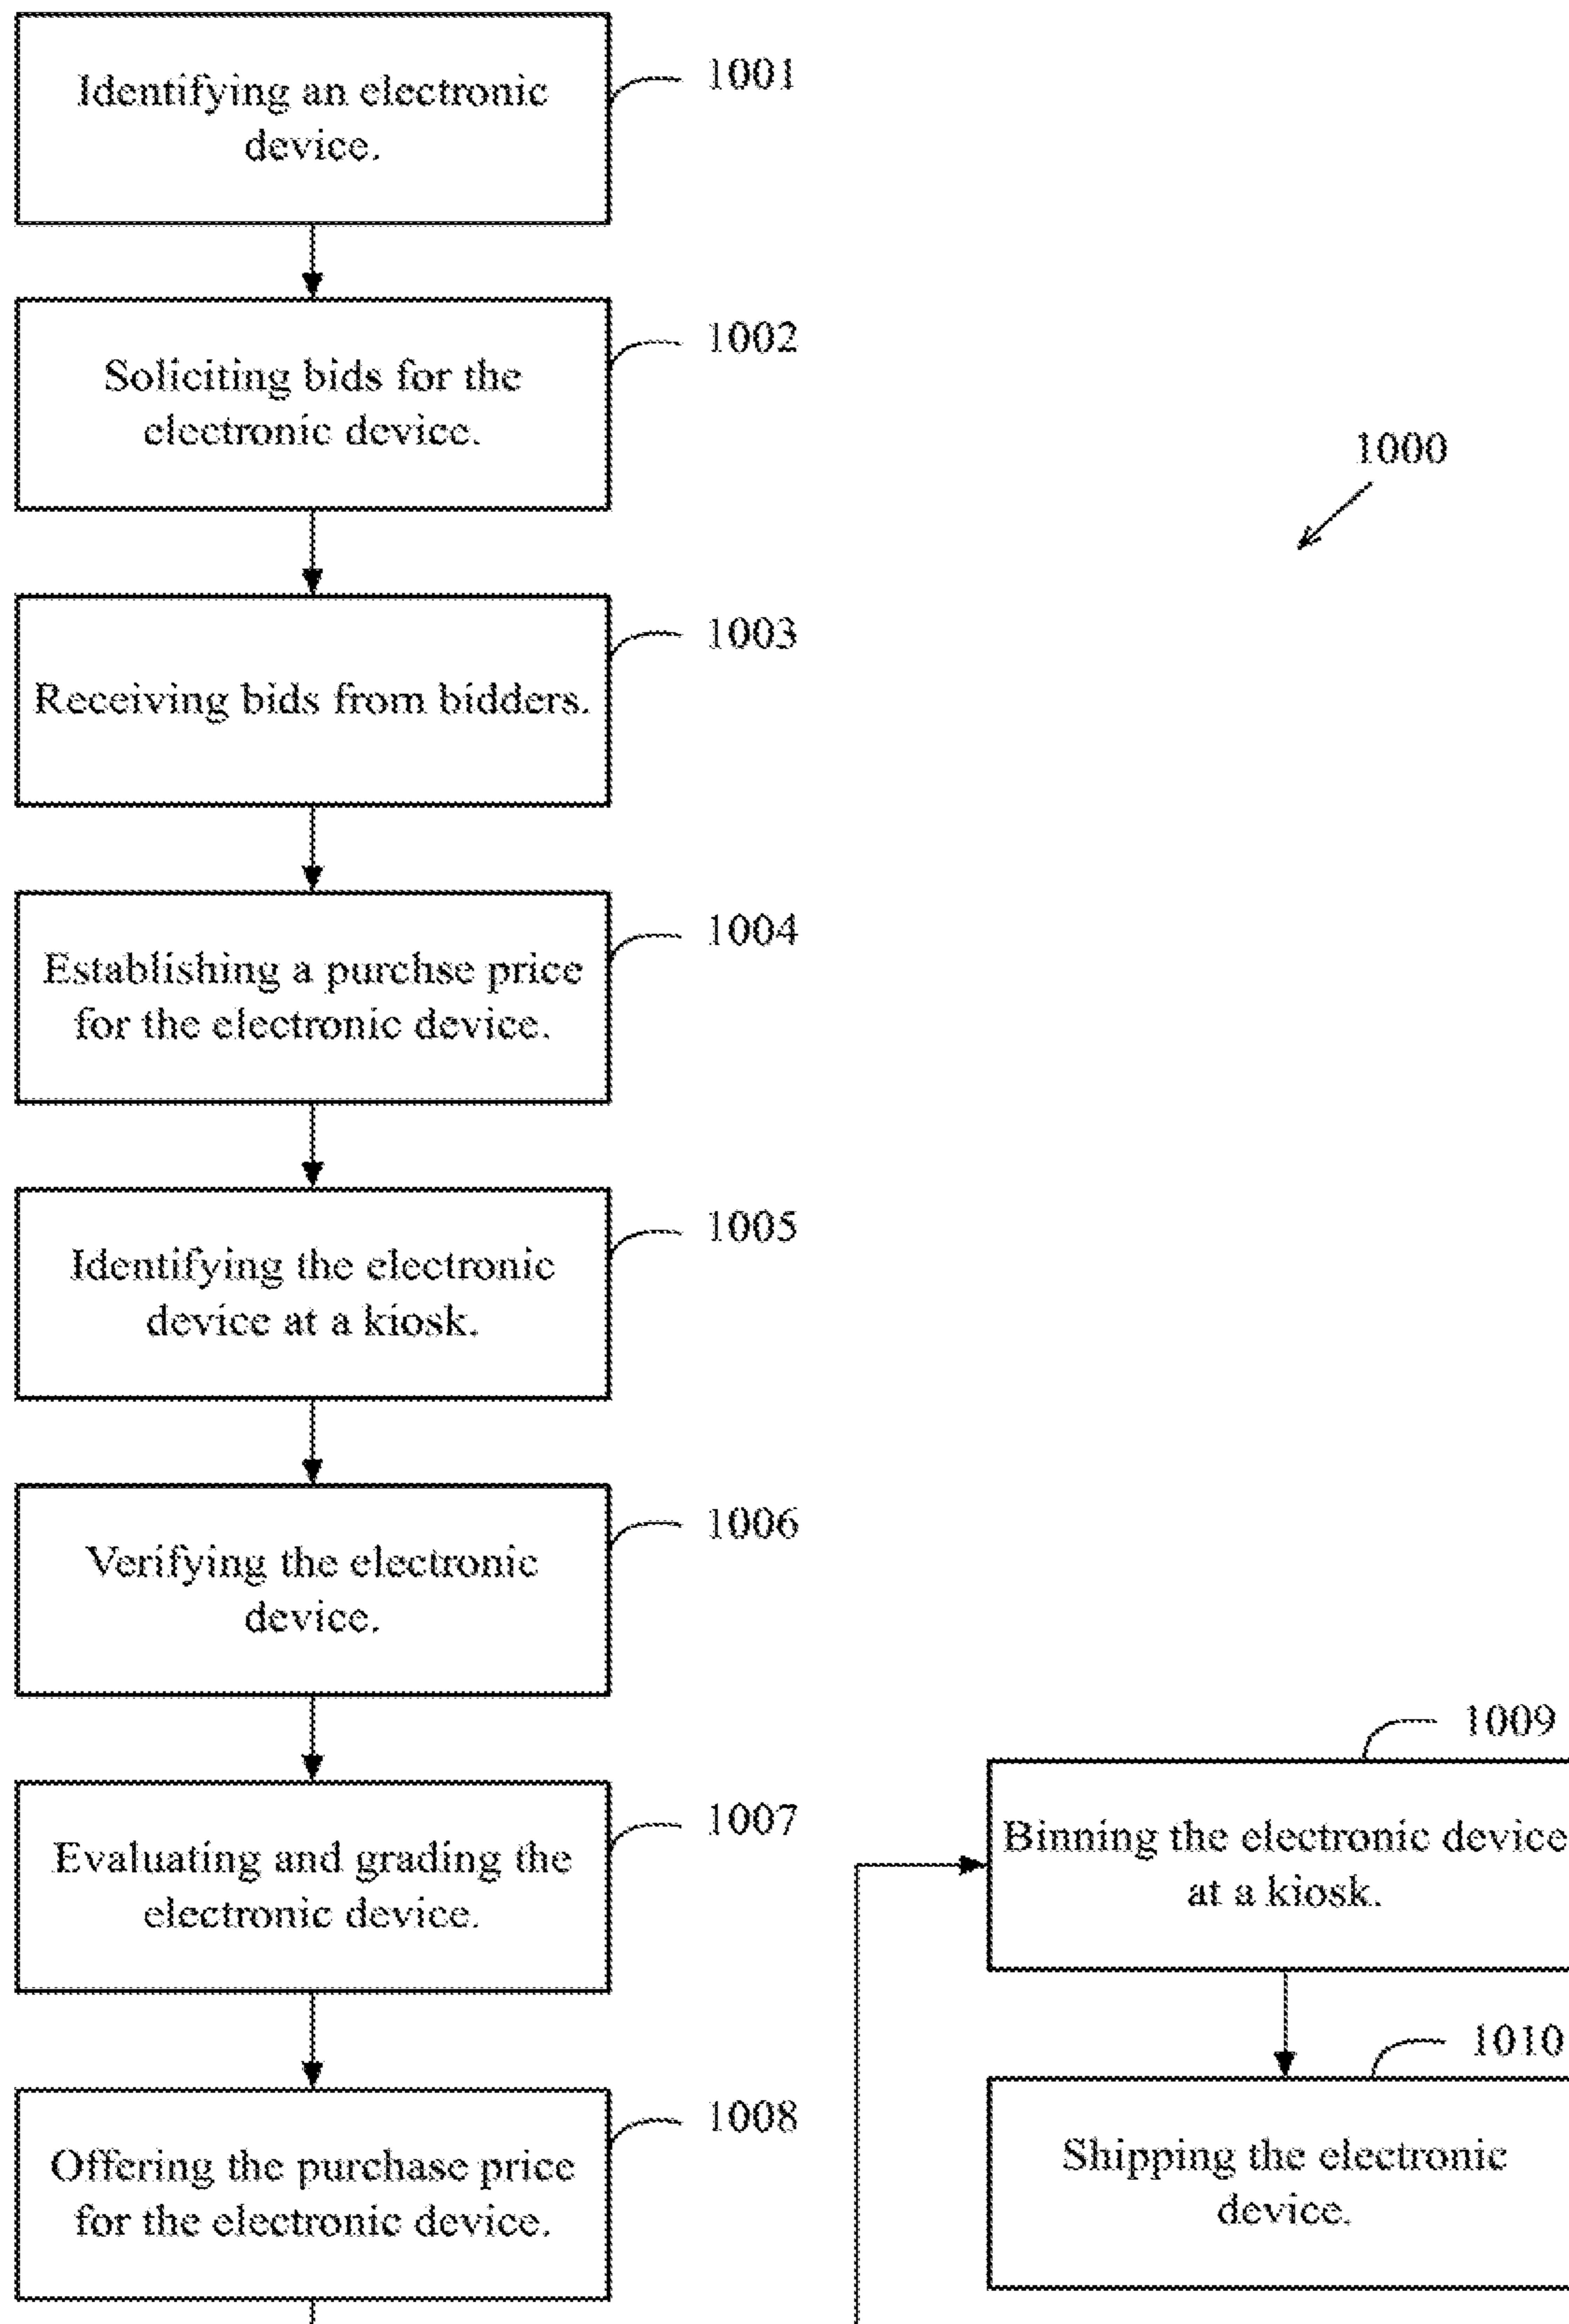 Identifying an electronic
device.
1001
Soliciting bids for the
electronic device.
1002
1000
Receiving bids from bidders.
1003
Establishing a purchse price
for the electronic device.
1004
Identifying the electronic
device at a kiosk.
1005
Verifying the electronic
device.
1006
Evaluating and grading the
electronic device.
1007
Offering the purchase price
for the electronic device.
1008
1009
Binning the electronic device
at a kiosk.
1010
Shipping the electronic
device.